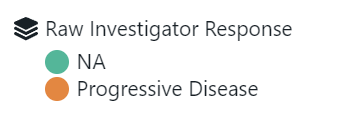 Raw Investigator Response
NA
Progressive Disease